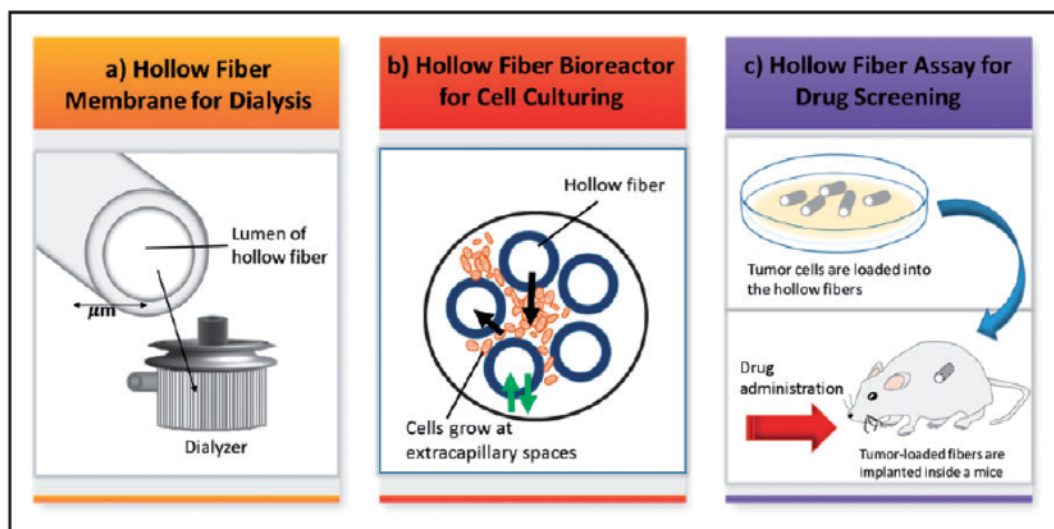 a) Hollow Fiber
Membrane for Dialysis
Lumen of
hollow fiber
μm
Dialyzer
b) Hollow Fiber Bioreactor
for Cell Culturing
Hollow fiber
Cells grow at
extracapillary spaces
c) Hollow Fiber Assay for
Drug Screening
Tumor cells are loaded into
the hollow fibers
Drug
administration
Tumor-loaded fibers are
implanted inside a mice